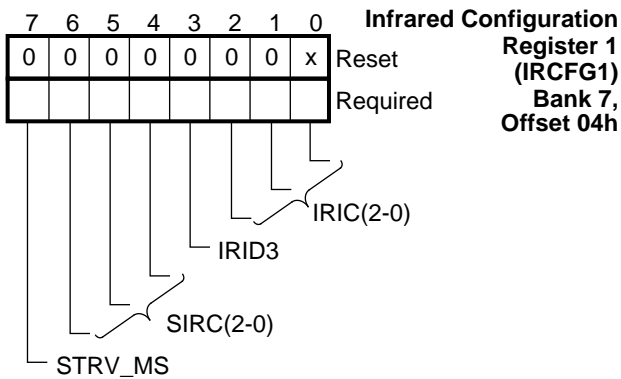 7 6 5 4 3 2 1 0
Infrared Configuration
Register 1
(IRCFG1)
Bank 7,
Offset 04h
0 0 0 0 0 0 0 x Reset
Required
IRIC(2-0)
IRID3
SIRC(2-0)
STRV_MS